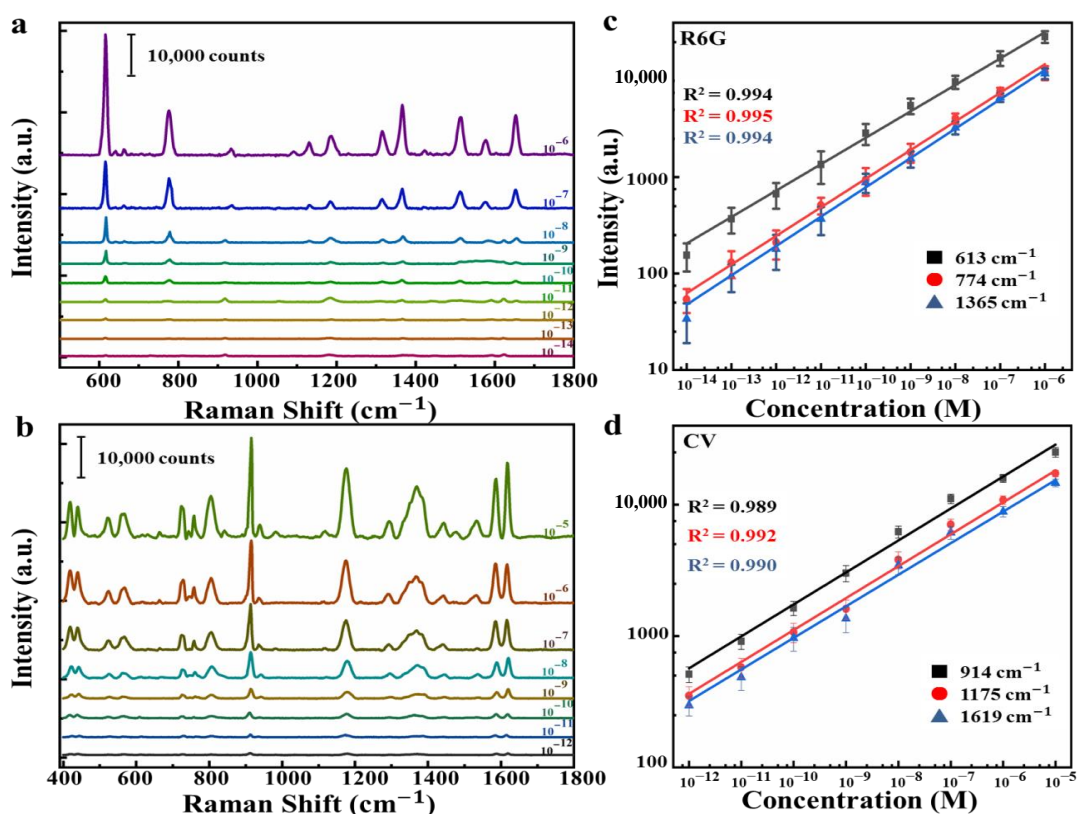 a
10,000 counts
10⁻⁶
10⁻⁷
10⁻⁸
10⁻⁹
10⁻¹⁰
10⁻¹¹
10⁻¹²
10⁻¹³
10⁻¹⁴
Intensity (a.u.)
600 800 1000 1200 1400 1600 1800
Raman Shift (cm⁻¹)
c
R6G
R² = 0.994
R² = 0.995
R² = 0.994
613 cm⁻¹
774 cm⁻¹
1365 cm⁻¹
Intensity (a.u.)
10,000
1000
100
10
10⁻¹⁴ 10⁻¹³ 10⁻¹² 10⁻¹¹ 10⁻¹⁰ 10⁻⁹ 10⁻⁸ 10⁻⁷ 10⁻⁶
Concentration (M)
b
10,000 counts
10⁻⁵
10⁻⁶
10⁻⁷
10⁻⁸
10⁻⁹
10⁻¹⁰
10⁻¹¹
10⁻¹²
Intensity (a.u.)
400 600 800 1000 1200 1400 1600 1800
Raman Shift (cm⁻¹)
d
CV
R² = 0.989
R² = 0.992
R² = 0.990
914 cm⁻¹
1175 cm⁻¹
1619 cm⁻¹
Intensity (a.u.)
10,000
1000
100
10⁻¹² 10⁻¹¹ 10⁻¹⁰ 10⁻⁹ 10⁻⁸ 10⁻⁷ 10⁻⁶ 10⁻⁵
Concentration (M)